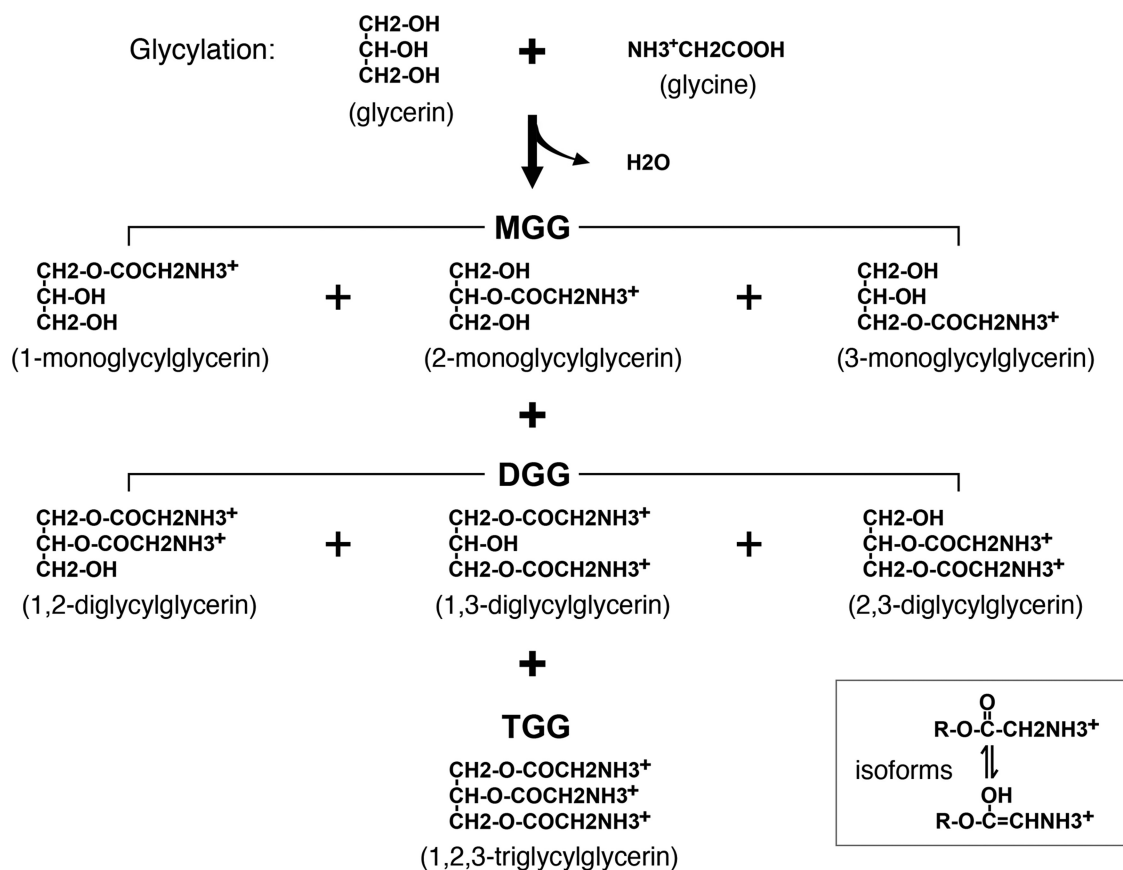 Glycylation:
CH2-OH
CH-OH
CH2-OH
(glycerin)
+
NH3+CH2COOH
(glycine)
H2O
MGG
CH2-O-COCH2NH3+
CH-OH
CH2-OH
(1-monoglycylglycerin)
+
CH2-OH
CH-O-COCH2NH3+
CH2-OH
(2-monoglycylglycerin)
+
CH2-OH
CH-OH
CH2-O-COCH2NH3+
(3-monoglycylglycerin)
+
DGG
CH2-O-COCH2NH3+
CH-O-COCH2NH3+
CH2-OH
(1,2-diglycylglycerin)
+
CH2-O-COCH2NH3+
CH-OH
CH2-O-COCH2NH3+
(1,3-diglycylglycerin)
+
CH2-OH
CH-O-COCH2NH3+
CH2-O-COCH2NH3+
(2,3-diglycylglycerin)
+
TGG
CH2-O-COCH2NH3+
CH-O-COCH2NH3+
CH2-O-COCH2NH3+
(1,2,3-triglycylglycerin)
O
R-O-C-CH2NH3+
isoforms
OH
R-O-C=CHNH3+